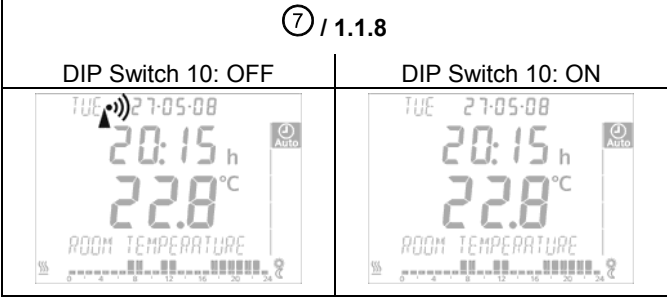 7 / 1.1.8
DIP Switch 10: OFF
TUE 27-05-08
20:15 h
Auto
22.8 °C
ROOM TEMPERATURE
0 4 8 12 16 20 24
DIP Switch 10: ON
TUE 27-05-08
20:15 h
Auto
22.8 °C
ROOM TEMPERATURE
0 4 8 12 16 20 24